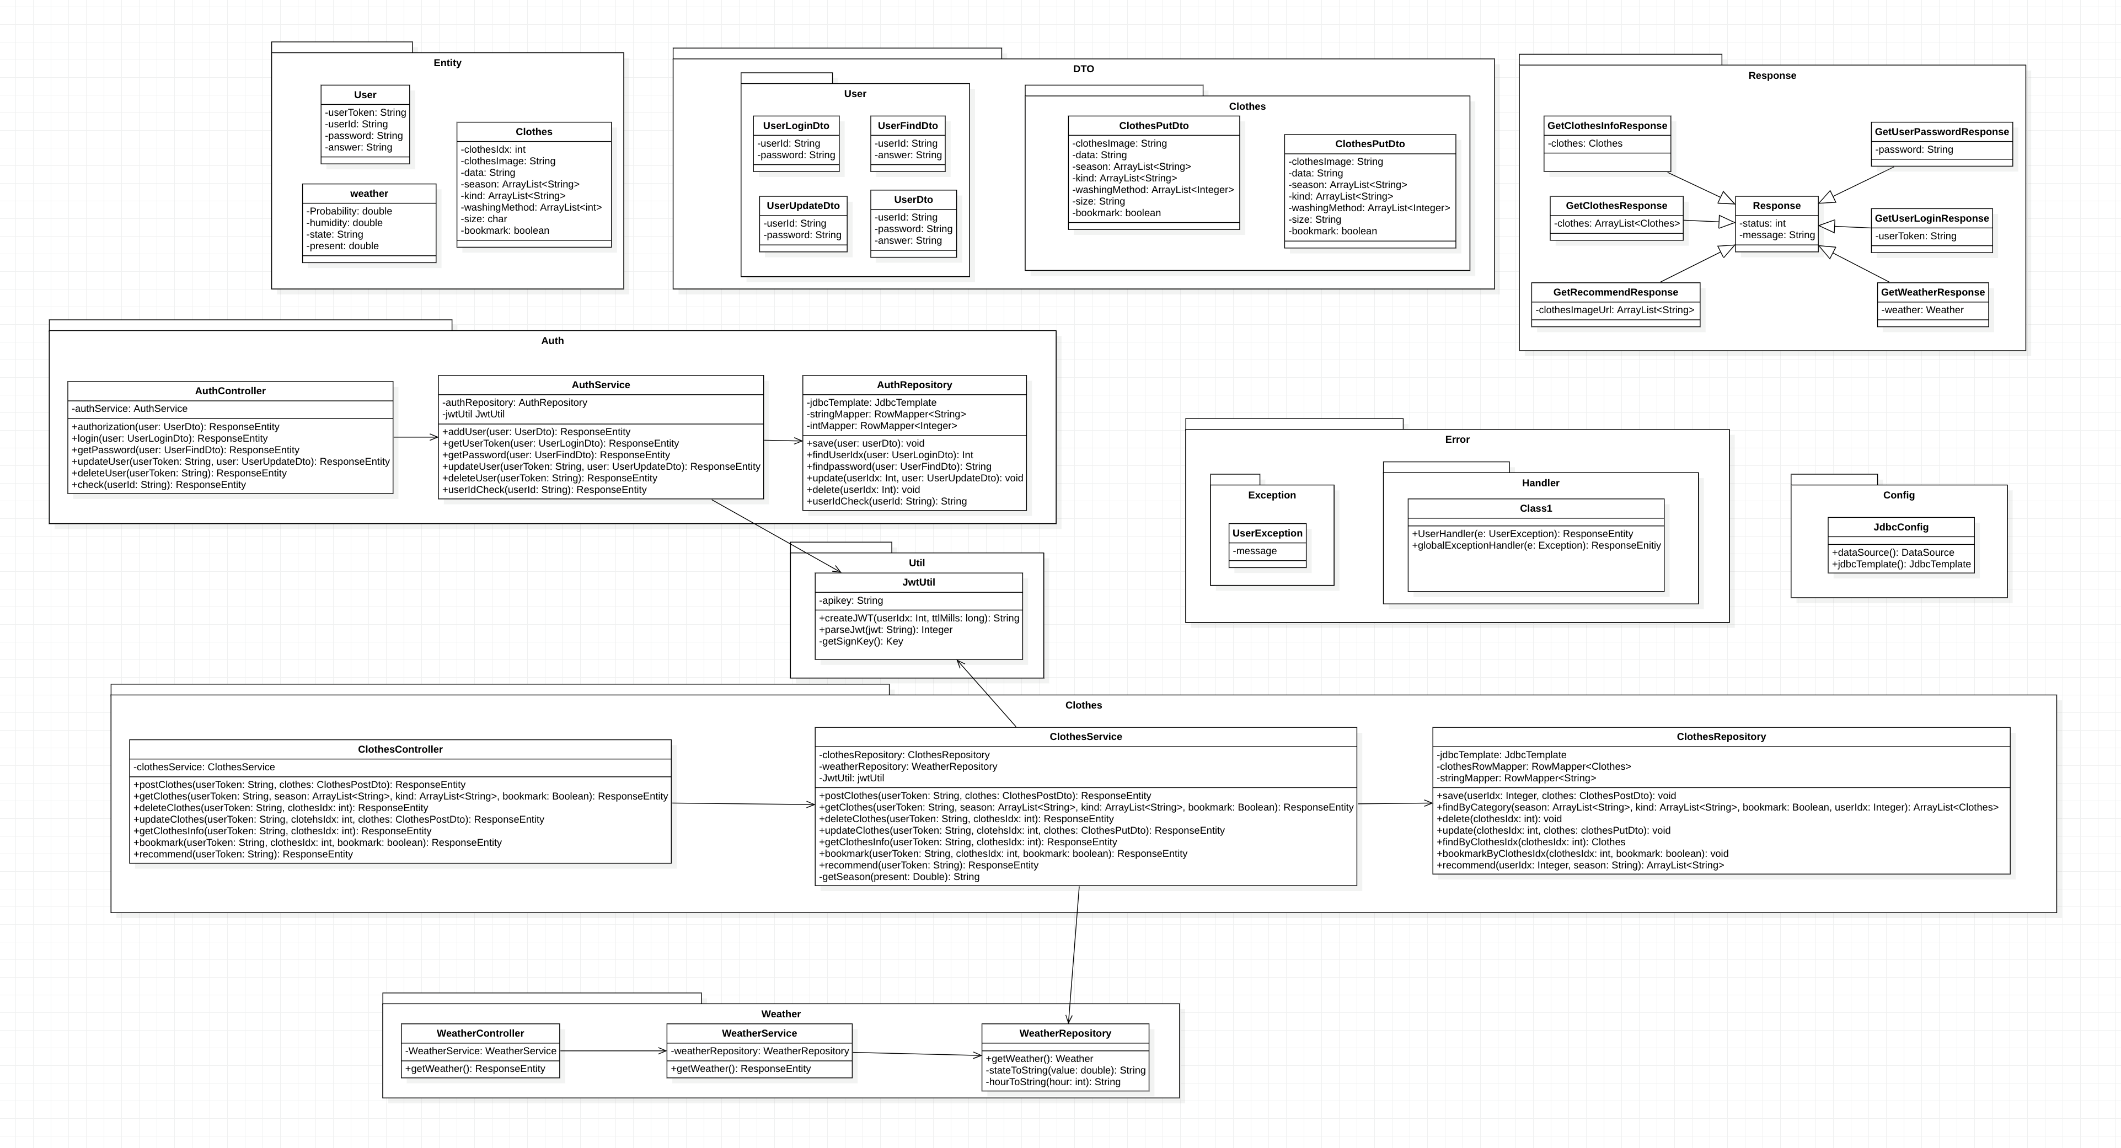 Entity
User
-userToken: String
-userId: String
-password: String
-answer: String
Clothes
-clothesIdx: int
-clothesImage: String
-data: String
-season: ArrayList<String>
-kind: ArrayList<String>
-washingMethod: ArrayList<int>
-size: char
-bookmark: boolean
weather
-Probability: double
-humidity: double
-state: String
-present: double
DTO
User
UserLoginDto
-userId: String
-password: String
UserFindDto
-userId: String
-answer: String
UserUpdateDto
-userId: String
-password: String
UserDto
-userId: String
-password: String
-answer: String
Clothes
ClothesPutDto
-clothesImage: String
-data: String
-season: ArrayList<String>
-kind: ArrayList<String>
-washingMethod: ArrayList<Integer>
-size: String
-bookmark: boolean
ClothesPutDto
-clothesImage: String
-data: String
-season: ArrayList<String>
-kind: ArrayList<String>
-washingMethod: ArrayList<Integer>
-size: String
-bookmark: boolean
Response
GetClothesInfoResponse
-clothes: Clothes
GetUserPasswordResponse
-password: String
GetClothesResponse
-clothes: ArrayList<Clothes>
Response
-status: int
-message: String
GetUserLoginResponse
-userToken: String
GetRecommendResponse
-clothesImageUrl: ArrayList<String>
GetWeatherResponse
-weather: Weather
Auth
AuthController
-authService: AuthService
+authorization(user: UserDto): ResponseEntity
+login(user: UserLoginDto): ResponseEntity
+getPassword(user: UserFindDto): ResponseEntity
+updateUser(userToken: String, user: UserUpdateDto): ResponseEntity
+deleteUser(userToken: String): ResponseEntity
+check(userId: String): ResponseEntity
AuthService
-authRepository: AuthRepository
-jwtUtil JwtUtil
+addUser(user: UserDto): ResponseEntity
+getUserToken(user: UserLoginDto): ResponseEntity
+getPassword(user: UserFindDto): ResponseEntity
+updateUser(userToken: String, user: UserUpdateDto): ResponseEntity
+deleteUser(userToken: String): ResponseEntity
+userIdCheck(userId: String): ResponseEntity
AuthRepository
-jdbcTemplate: JdbcTemplate
-stringMapper: RowMapper<String>
-intMapper: RowMapper<Integer>
+save(user: userDto): void
+findUserIdx(user: UserLoginDto): Int
+findpassword(user: UserFindDto): String
+update(userIdx: Int, user: UserUpdateDto): void
+delete(userIdx: Int): void
+userIdCheck(userId: String): String
Error
Exception
UserException
-message
Handler
Class1
+UserHandler(e: UserException): ResponseEntity
+globalExceptionHandler(e: Exception): ResponseEnitiy
Config
JdbcConfig
+dataSource(): DataSource
+jdbcTemplate(): JdbcTemplate
Util
JwtUtil
-apikey: String
+createJWT(userIdx: Int, ttlMills: long): String
+parseJwt(jwt: String): Integer
-getSignKey(): Key
Clothes
ClothesController
-clothesService: ClothesService
+postClothes(userToken: String, clothes: ClothesPostDto): ResponseEntity
+getClothes(userToken: String, season: ArrayList<String>, kind: ArrayList<String>, bookmark: Boolean): ResponseEntity
+deleteClothes(userToken: String, clothesIdx: int): ResponseEntity
+updateClothes(userToken: String, clotehsIdx: int, clothes: ClothesPostDto): ResponseEntity
+getClothesInfo(userToken: String, clothesIdx: int): ResponseEntity
+bookmark(userToken: String, clothesIdx: int, bookmark: boolean): ResponseEntity
+recommend(userToken: String): ResponseEntity
ClothesService
-clothesRepository: ClothesRepository
-weatherRepository: WeatherRepository
-JwtUtil: jwtUtil
+postClothes(userToken: String, clothes: ClothesPostDto): ResponseEntity
+getClothes(userToken: String, season: ArrayList<String>, kind: ArrayList<String>, bookmark: Boolean): ResponseEntity
+deleteClothes(userToken: String, clothesIdx: int): ResponseEntity
+updateClothes(userToken: String, clotehsIdx: int, clothes: ClothesPutDto): ResponseEntity
+getClothesInfo(userToken: String, clothesIdx: int): ResponseEntity
+bookmark(userToken: String, clothesIdx: int, bookmark: boolean): ResponseEntity
+recommend(userToken: String): ResponseEntity
-getSeason(present: Double): String
ClothesRepository
-jdbcTemplate: JdbcTemplate
-clothesRowMapper: RowMapper<Clothes>
-stringMapper: RowMapper<String>
+save(userIdx: Integer, clothes: ClothesPostDto): void
+findByCategory(season: ArrayList<String>, kind: ArrayList<String>, bookmark: Boolean, userIdx: Integer): ArrayList<Clothes>
+delete(clothesIdx: int): void
+update(clothesIdx: int, clothes: clothesPutDto): void
+findByClothesIdx(clothesIdx: int): Clothes
+bookmarkByClothesIdx(clothesIdx: int, bookmark: boolean): void
+recommend(userIdx: Integer, season: String): ArrayList<String>
Weather
WeatherController
-WeatherService: WeatherService
+getWeather(): ResponseEntity
WeatherService
-weatherRepository: WeatherRepository
+getWeather(): ResponseEntity
WeatherRepository
+getWeather(): Weather
-stateToString(value: double): String
-hourToString(hour: int): String